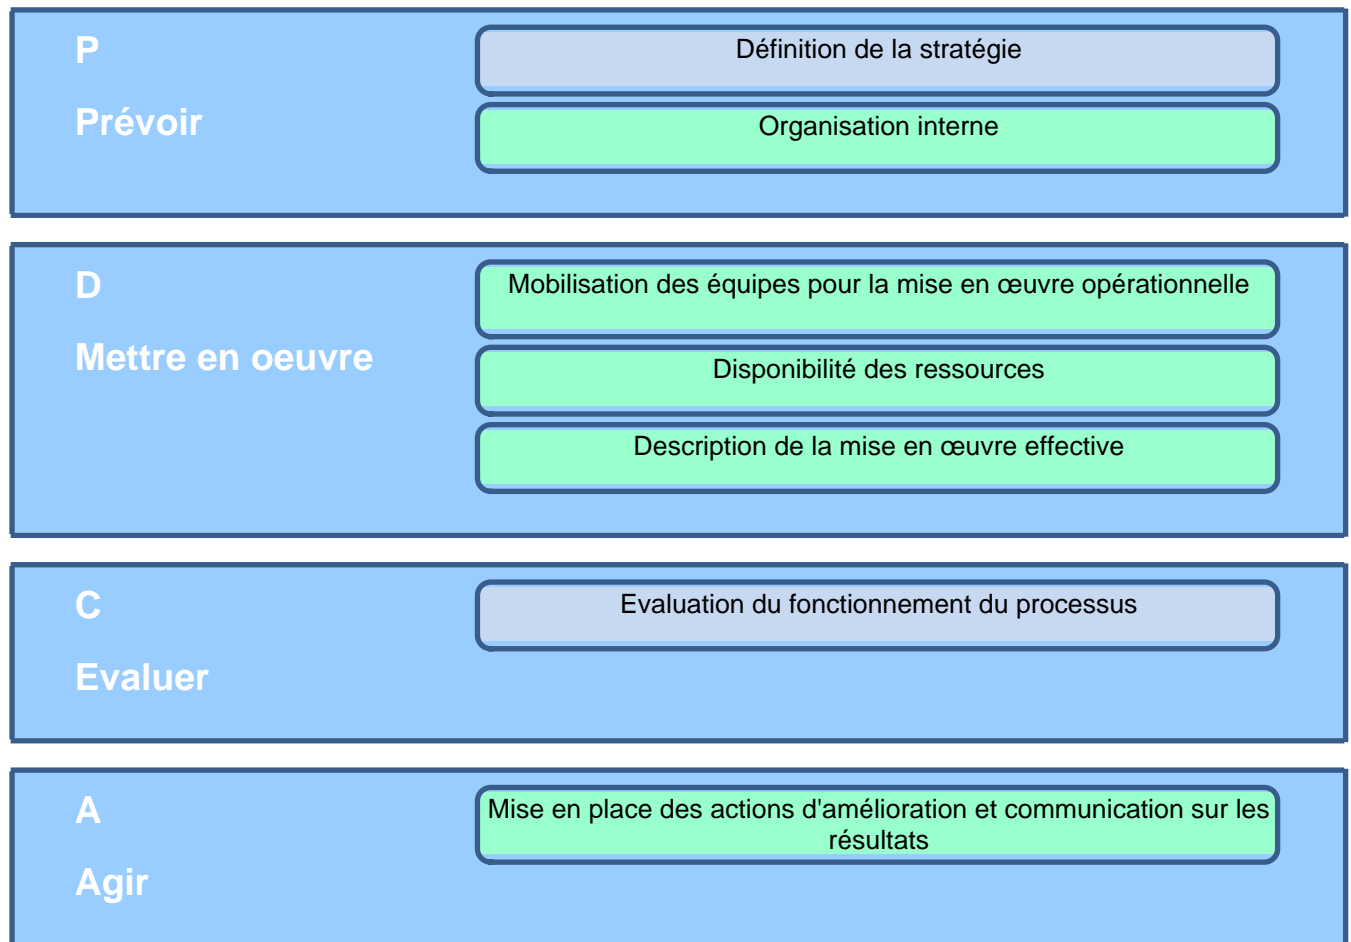 P
Prévoir
Définition de la stratégie
Organisation interne
D
Mettre en oeuvre
Mobilisation des équipes pour la mise en œuvre opérationnelle
Disponibilité des ressources
Description de la mise en œuvre effective
C
Evaluer
Evaluation du fonctionnement du processus
A
Agir
Mise en place des actions d'amélioration et communication sur les
résultats